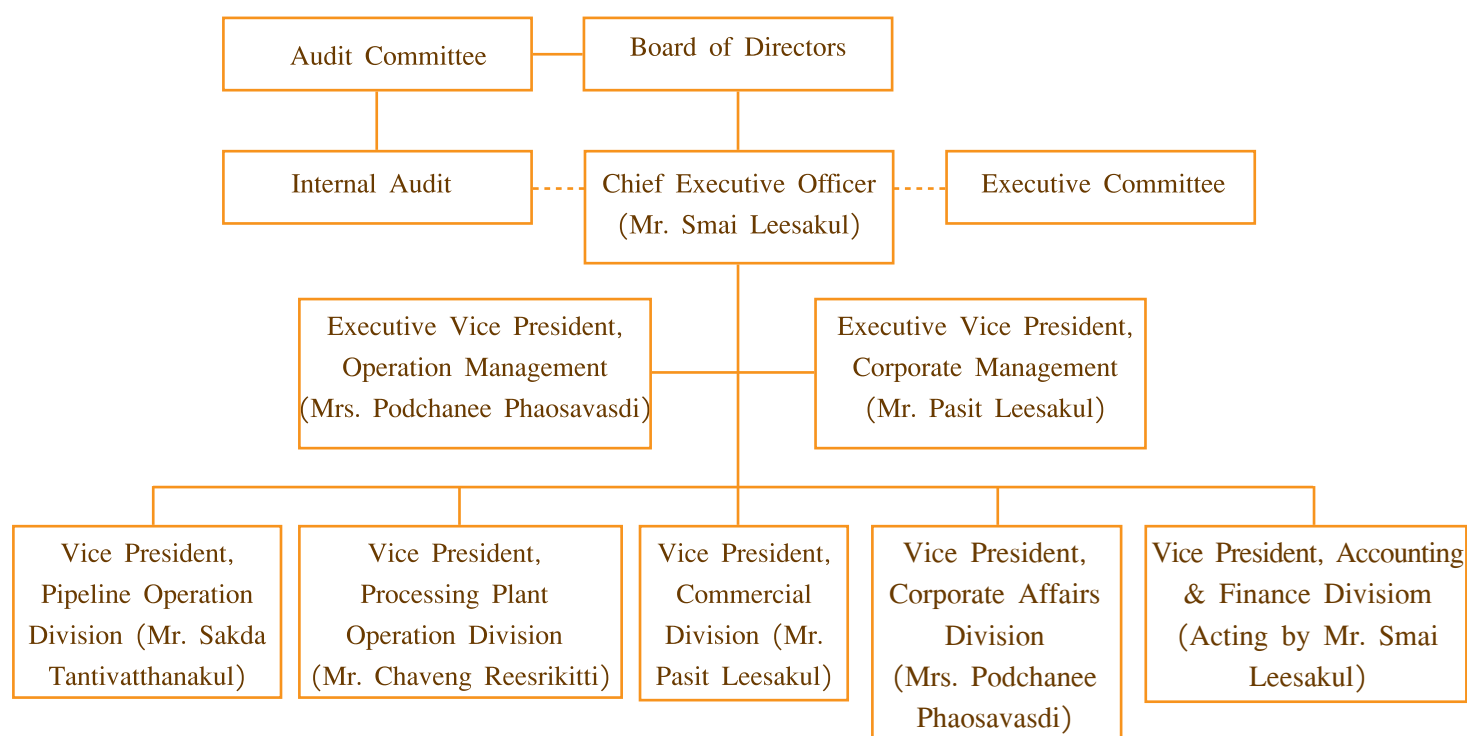 Audit Committee
Board of Directors
Internal Audit
Chief Executive Officer
(Mr. Smai Leesakul)
Executive Committee
Executive Vice President,
Operation Management
(Mrs. Podchanee Phaosavasdi)
Executive Vice President,
Corporate Management
(Mr. Pasit Leesakul)
Vice President,
Pipeline Operation
Division (Mr. Sakda
Tantivatthanakul)
Vice President,
Processing Plant
Operation Division
(Mr. Chaveng Reesrikitti)
Vice President,
Commercial
Division (Mr.
Pasit Leesakul)
Vice President,
Corporate Affairs
Division
(Mrs. Podchanee
Phaosavasdi)
Vice President, Accounting
& Finance Divisiom
(Acting by Mr. Smai
Leesakul)